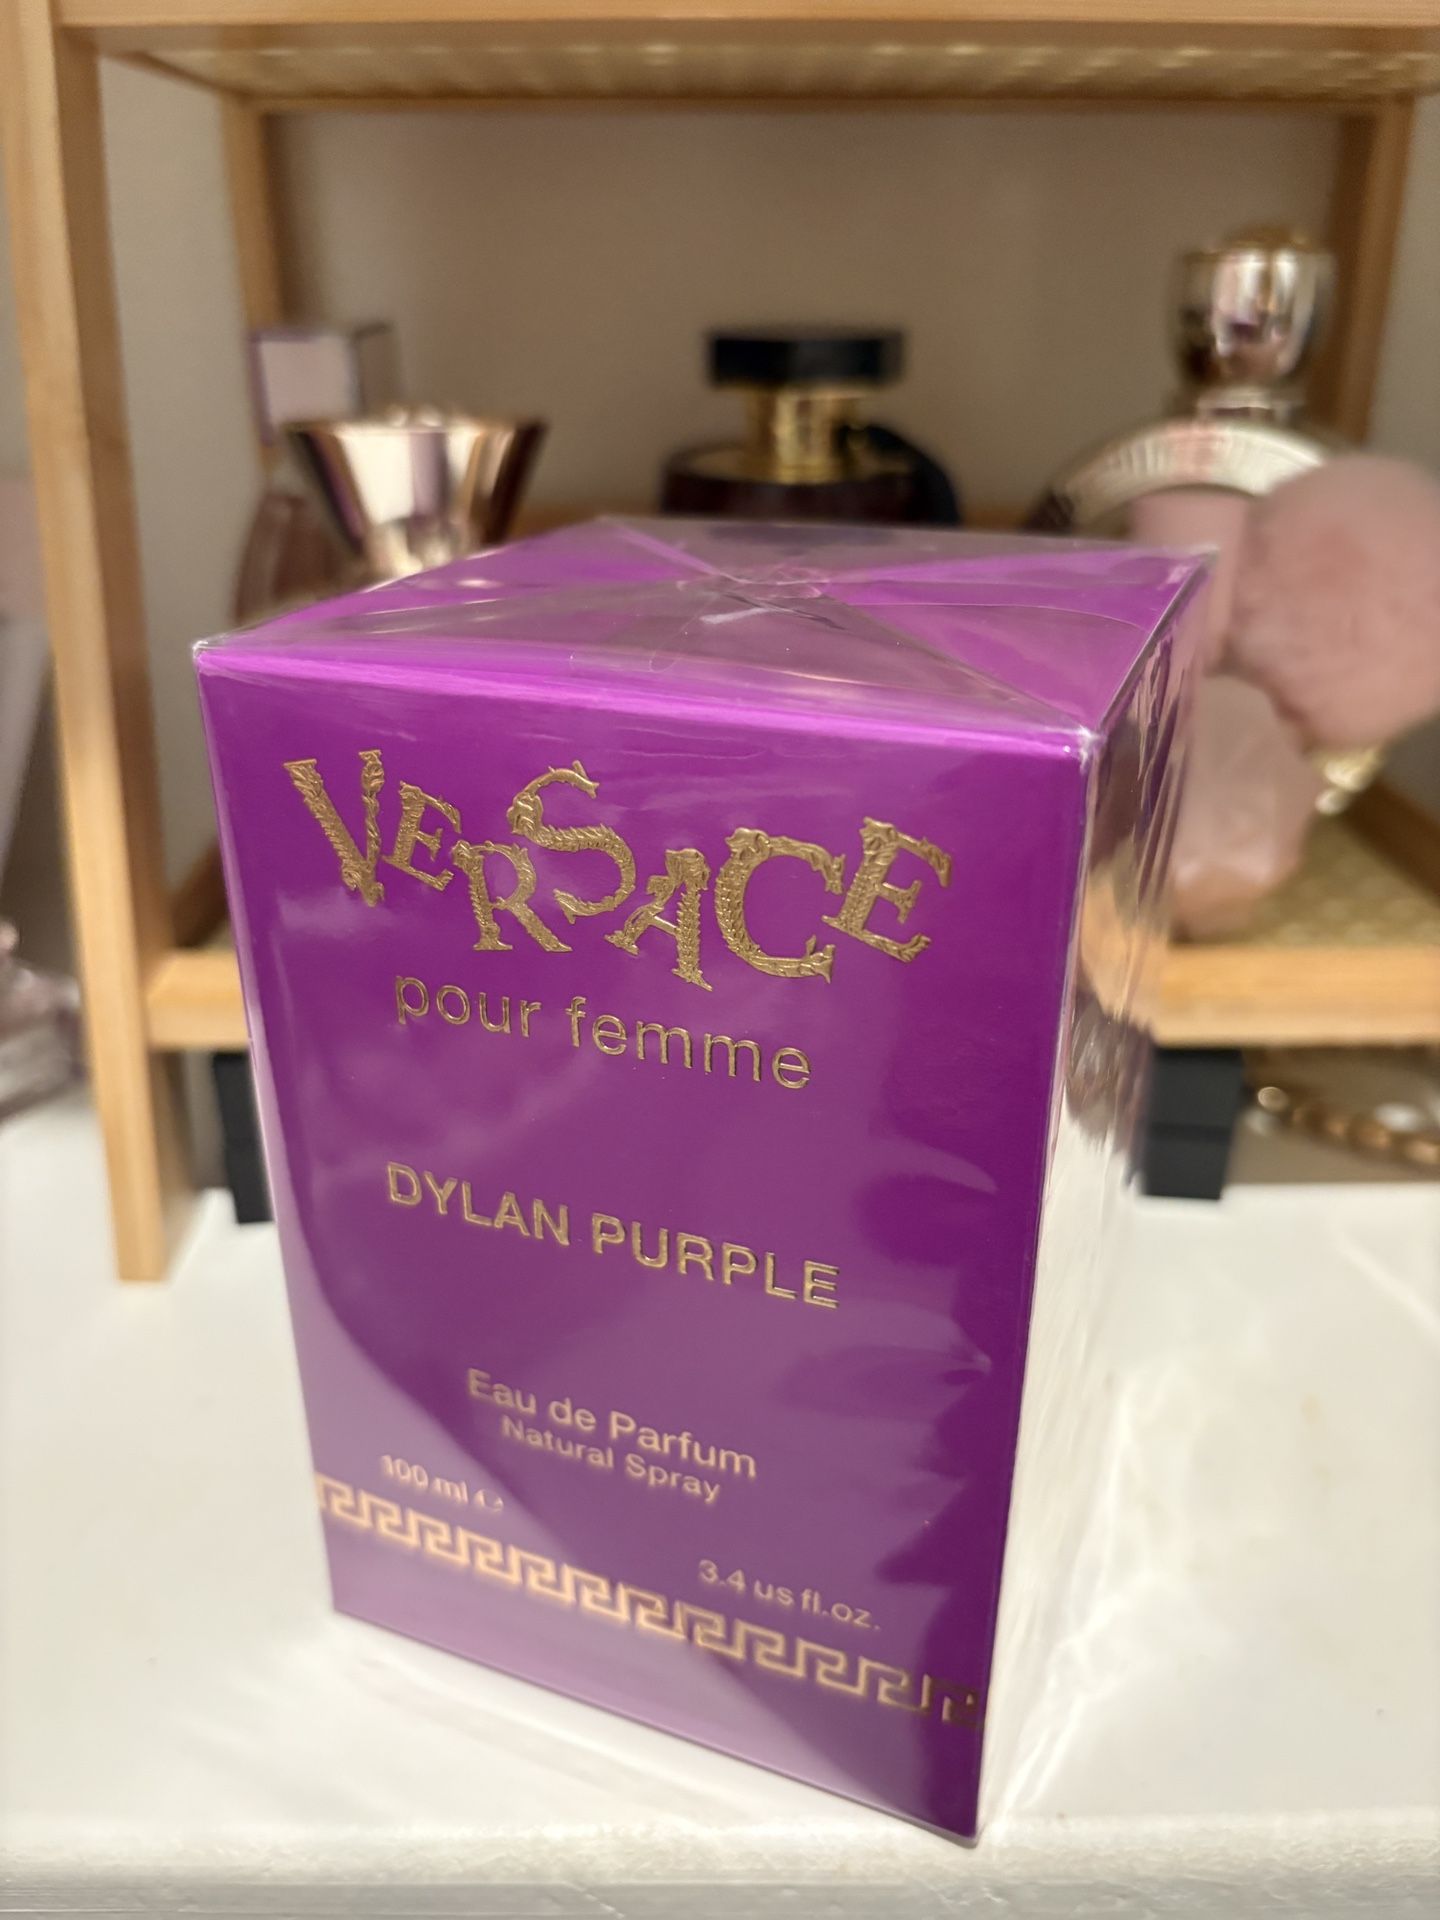 VERSACE
pour femme
DYLAN PURPLE
Eau de Parfum
Natural Spray
100 ml ℮
3.4 us fl.oz.